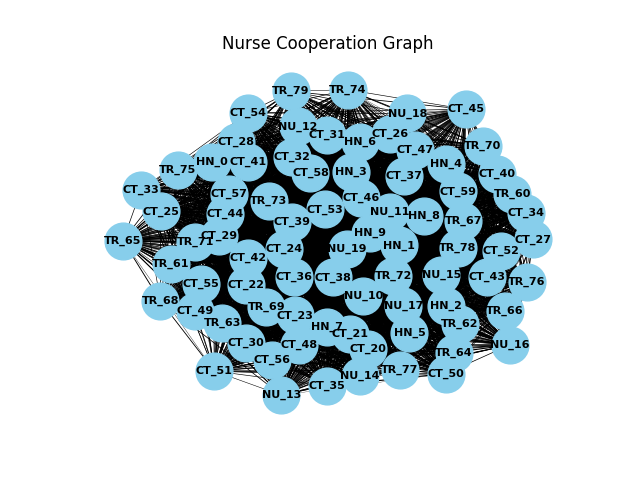 Nurse Cooperation Graph
TR_79
TR_74
CT_54
NU_18
CT_45
NU_12
CT_31
CT_26
CT_28
HN_6
TR_70
CT_47
CT_32
HN_0
CT_41
HN_4
TR_75
CT_58
HN_3
CT_37
CT_40
CT_33
CT_57
CT_59
TR_60
CT_46
TR_73
CT_25
CT_44
CT_53
NU_11
HN_8
CT_34
CT_39
TR_67
HN_9
CT_29
TR_65
TR_71
CT_27
CT_24
NU_19
HN_1
TR_78
CT_52
CT_42
TR_61
CT_36
CT_38
TR_72
NU_15
CT_43
TR_76
CT_55
CT_22
NU_10
TR_68
TR_69
NU_17
HN_2
CT_49
TR_66
CT_23
TR_63
TR_62
HN_7
CT_21
HN_5
CT_30
CT_48
CT_20
NU_16
TR_64
CT_56
CT_51
NU_14
TR_77
CT_50
CT_35
NU_13